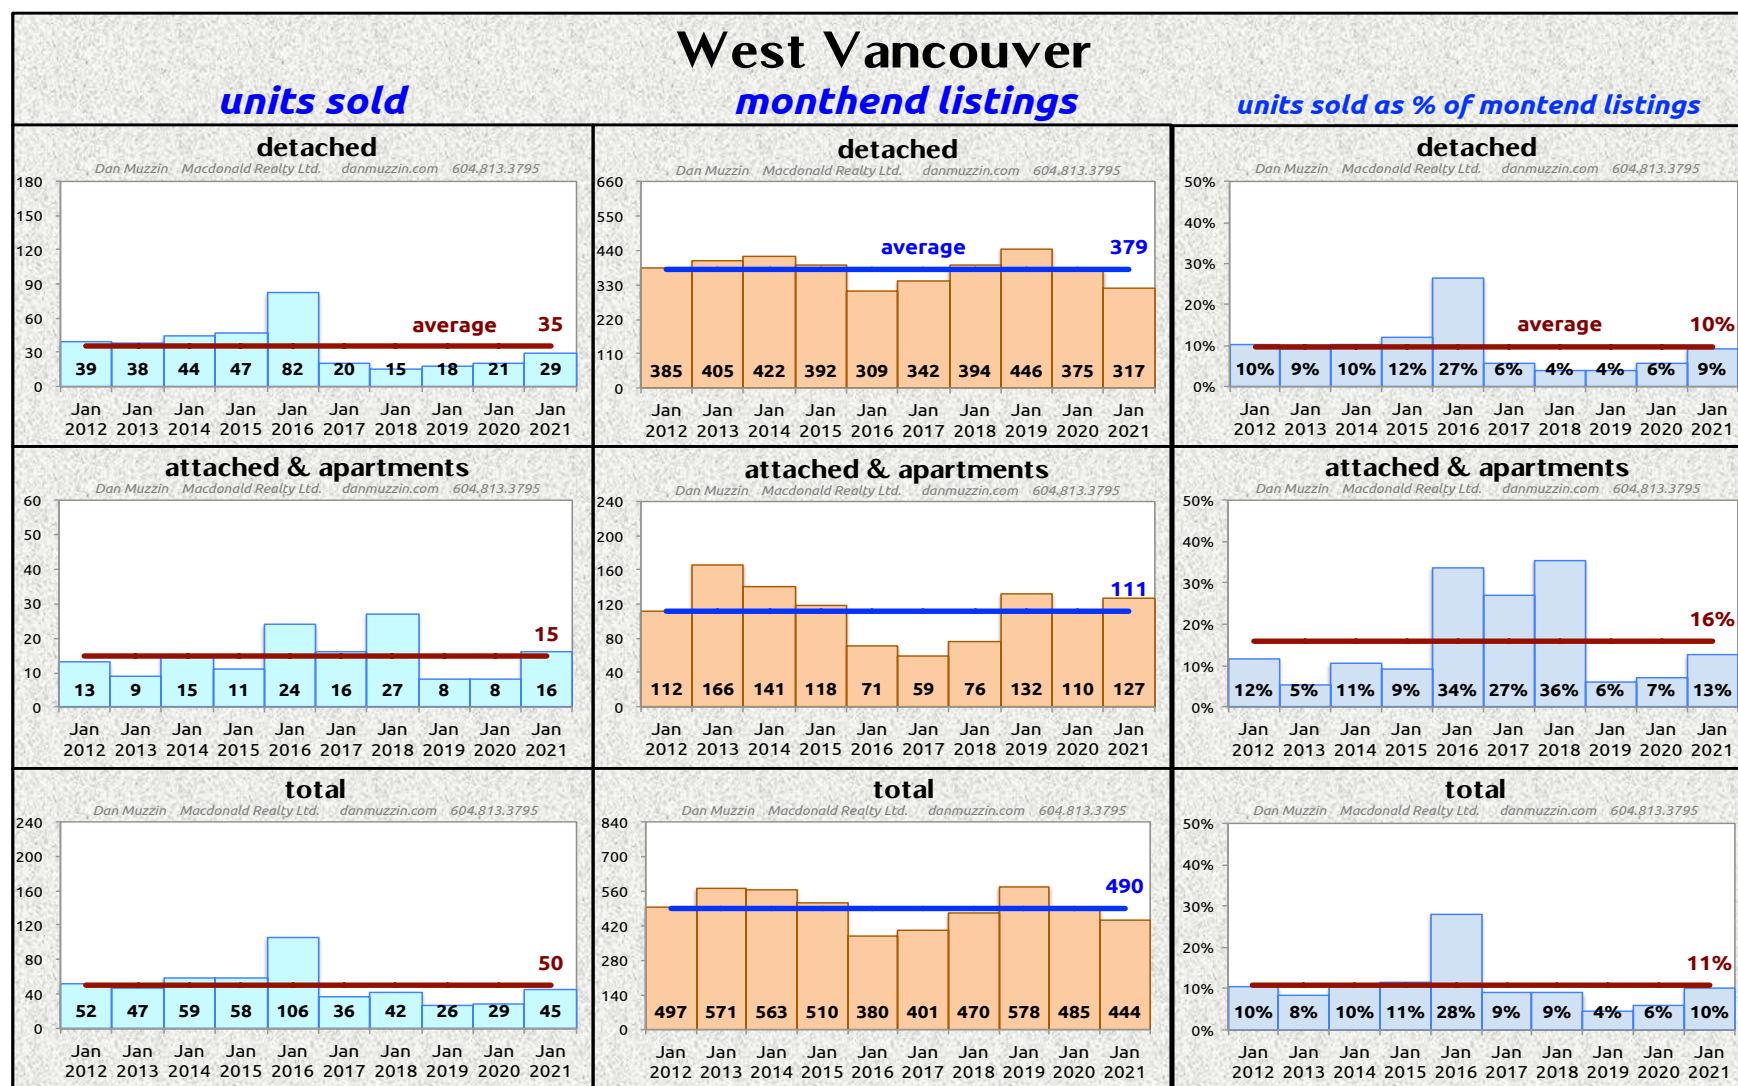 West Vancouver
units sold
monthend listings
units sold as % of montend listings
detached
Dan Muzzin Macdonald Realty Ltd. danmuzzin.com 604.813.3795
180
150
120
90
60
30
0
average 35
39 38 44 47 82 20 15 18 21 29
Jan Jan Jan Jan Jan Jan Jan Jan Jan Jan
2012 2013 2014 2015 2016 2017 2018 2019 2020 2021
detached
Dan Muzzin Macdonald Realty Ltd. danmuzzin.com 604.813.3795
660
550
440
330
220
110
0
average 379
385 405 422 392 309 342 394 446 375 317
Jan Jan Jan Jan Jan Jan Jan Jan Jan Jan
2012 2013 2014 2015 2016 2017 2018 2019 2020 2021
detached
Dan Muzzin Macdonald Realty Ltd. danmuzzin.com 604.813.3795
50%
40%
30%
20%
10%
0%
average 10%
10% 9% 10% 12% 27% 6% 4% 4% 6% 9%
Jan Jan Jan Jan Jan Jan Jan Jan Jan Jan
2012 2013 2014 2015 2016 2017 2018 2019 2020 2021
attached & apartments
Dan Muzzin Macdonald Realty Ltd. danmuzzin.com 604.813.3795
60
50
40
30
20
10
0
15
13 9 15 11 24 16 27 8 8 16
Jan Jan Jan Jan Jan Jan Jan Jan Jan Jan
2012 2013 2014 2015 2016 2017 2018 2019 2020 2021
attached & apartments
Dan Muzzin Macdonald Realty Ltd. danmuzzin.com 604.813.3795
240
200
160
120
80
40
0
111
112 166 141 118 71 59 76 132 110 127
Jan Jan Jan Jan Jan Jan Jan Jan Jan Jan
2012 2013 2014 2015 2016 2017 2018 2019 2020 2021
attached & apartments
Dan Muzzin Macdonald Realty Ltd. danmuzzin.com 604.813.3795
50%
40%
30%
20%
10%
0%
16%
12% 5% 11% 9% 34% 27% 36% 6% 7% 13%
Jan Jan Jan Jan Jan Jan Jan Jan Jan Jan
2012 2013 2014 2015 2016 2017 2018 2019 2020 2021
total
Dan Muzzin Macdonald Realty Ltd. danmuzzin.com 604.813.3795
240
200
160
120
80
40
0
50
52 47 59 58 106 36 42 26 29 45
Jan Jan Jan Jan Jan Jan Jan Jan Jan Jan
2012 2013 2014 2015 2016 2017 2018 2019 2020 2021
total
Dan Muzzin Macdonald Realty Ltd. danmuzzin.com 604.813.3795
840
700
560
420
280
140
0
490
497 571 563 510 380 401 470 578 485 444
Jan Jan Jan Jan Jan Jan Jan Jan Jan Jan
2012 2013 2014 2015 2016 2017 2018 2019 2020 2021
total
Dan Muzzin Macdonald Realty Ltd. danmuzzin.com 604.813.3795
50%
40%
30%
20%
10%
0%
11%
10% 8% 10% 11% 28% 9% 9% 4% 6% 10%
Jan Jan Jan Jan Jan Jan Jan Jan Jan Jan
2012 2013 2014 2015 2016 2017 2018 2019 2020 2021